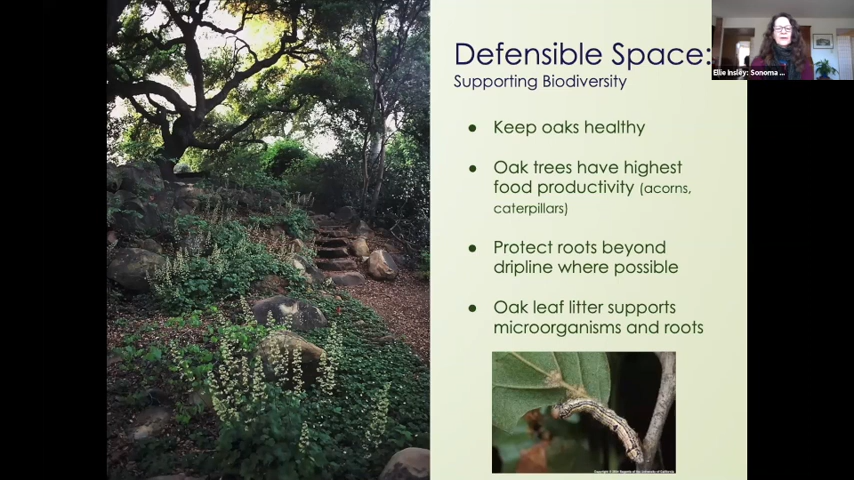 Defensible Space:
Supporting Biodiversity
Ellie Insley: Sonoma ...
● Keep oaks healthy
● Oak trees have highest
food productivity (acorns,
caterpillars)
● Protect roots beyond
dripline where possible
● Oak leaf litter supports
microorganisms and roots